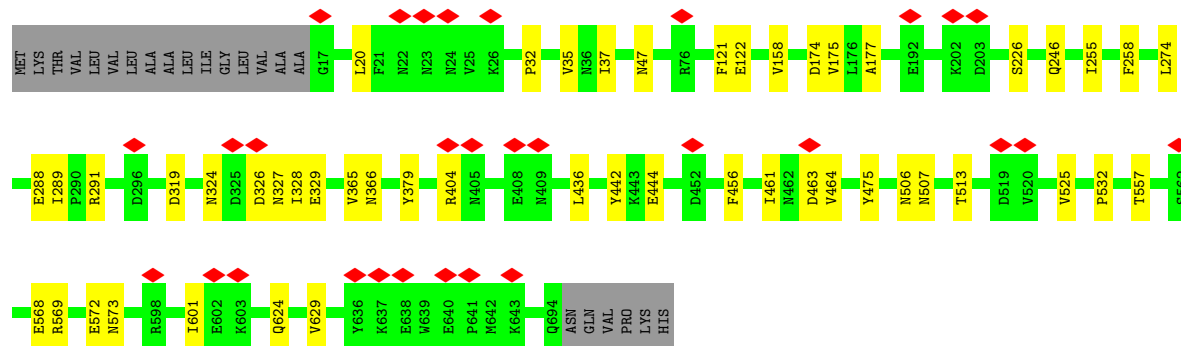 MET LYS THR VAL LEU VAL LEU ALA ALA LEU ILE GLY LEU VAL ALA ALA G17 L20 F21 N22 N23 N24 V25 K26 P32 V35 N36 I37 N47 R76 F121 E122 V158 D174 V175 L176 A177 E192 K202 D203 S226 Q246 I255 F258 L274
E288 I289 P290 R291 D296 D319 N324 D325 D326 N327 I328 E329 V365 N366 Y379 R404 N405 E408 N409 L436 Y442 K443 E444 D452 F456 I461 N462 D463 V464 Y475 N506 N507 T513 D519 V520 V525 P532 T557
E568 R569 E572 N573 R598 I601 E602 K603 Q624 V629 Y636 K637 E638 W639 E640 P641 M642 K643 Q694 ASN GLN VAL PRO LYS HIS